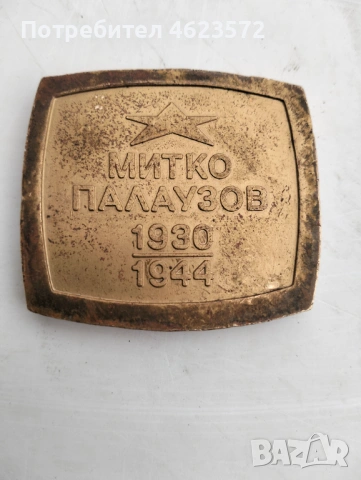 Потребител 4623572
МИТКО
ПАЛАУЗОВ
1930
1944
BAZAR